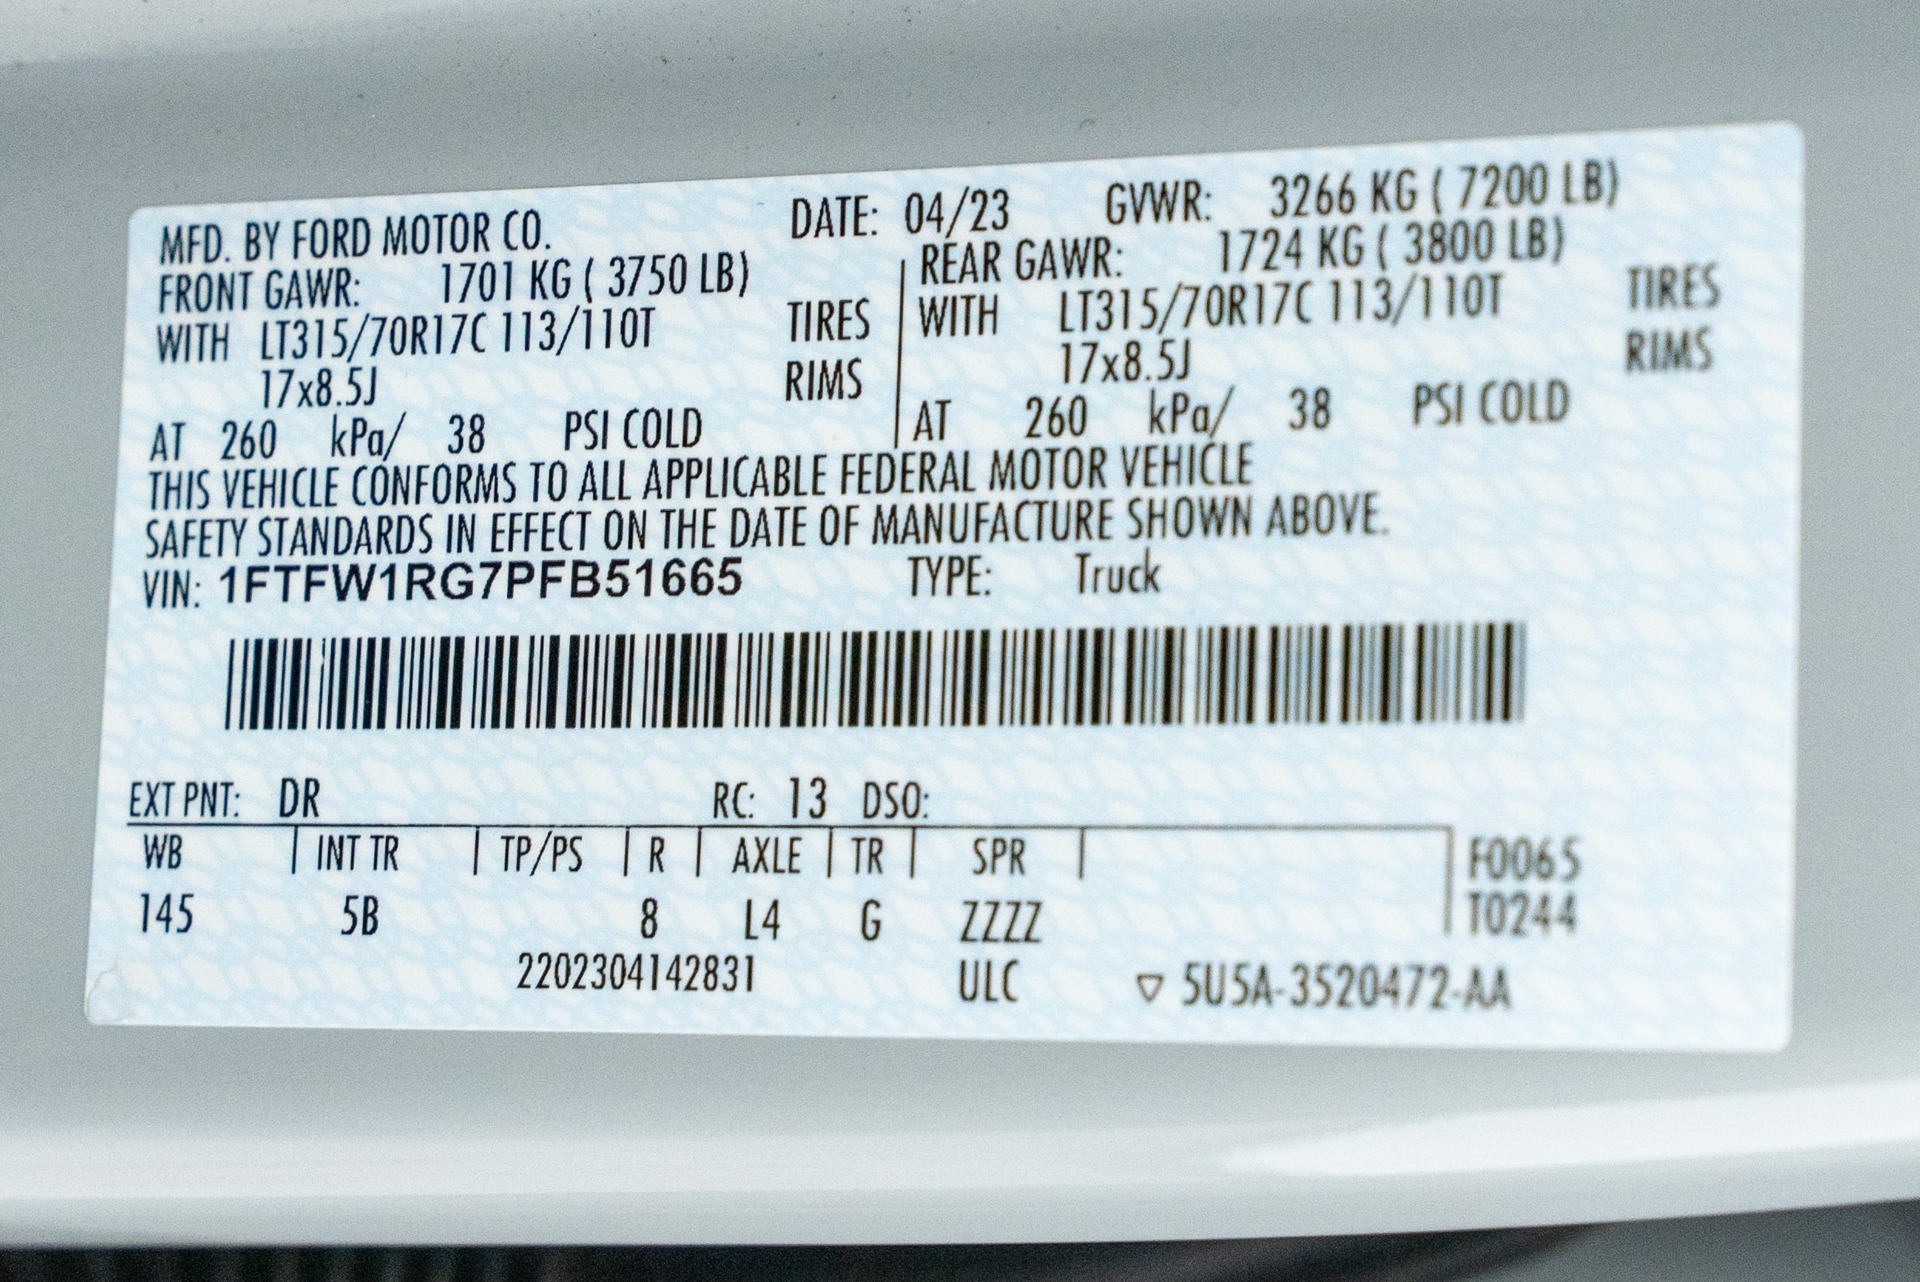 MFD. BY FORD MOTOR CO. DATE: 04/23 GVWR: 3266 KG ( 7200 LB)
FRONT GAWR: 1701 KG ( 3750 LB) REAR GAWR: 1724 KG ( 3800 LB)
WITH LT315/70R17C 113/110T TIRES WITH LT315/70R17C 113/110T TIRES
17x8.5J RIMS 17x8.5J RIMS
AT 260 kPa/ 38 PSI COLD AT 260 kPa/ 38 PSI COLD
THIS VEHICLE CONFORMS TO ALL APPLICABLE FEDERAL MOTOR VEHICLE
SAFETY STANDARDS IN EFFECT ON THE DATE OF MANUFACTURE SHOWN ABOVE.
VIN: 1FTFW1RG7PFB51665 TYPE: Truck
EXT PNT: DR RC: 13 DSO:
WB INT TR TP/PS R AXLE TR SPR F0065
145 5B 8 L4 G ZZZZ T0244
2202304142831 ULC ▽ 5U5A-3520472-AA